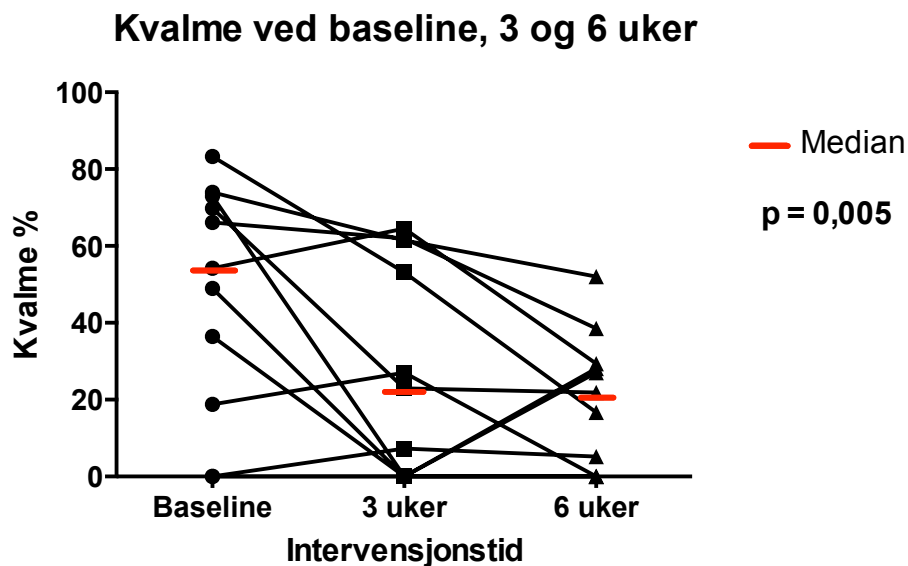 Kvalme ved baseline, 3 og 6 uker
100
80
60
40
20
0
Kvalme %
Baseline
3 uker
6 uker
Intervensjonstid
Median
p = 0,005